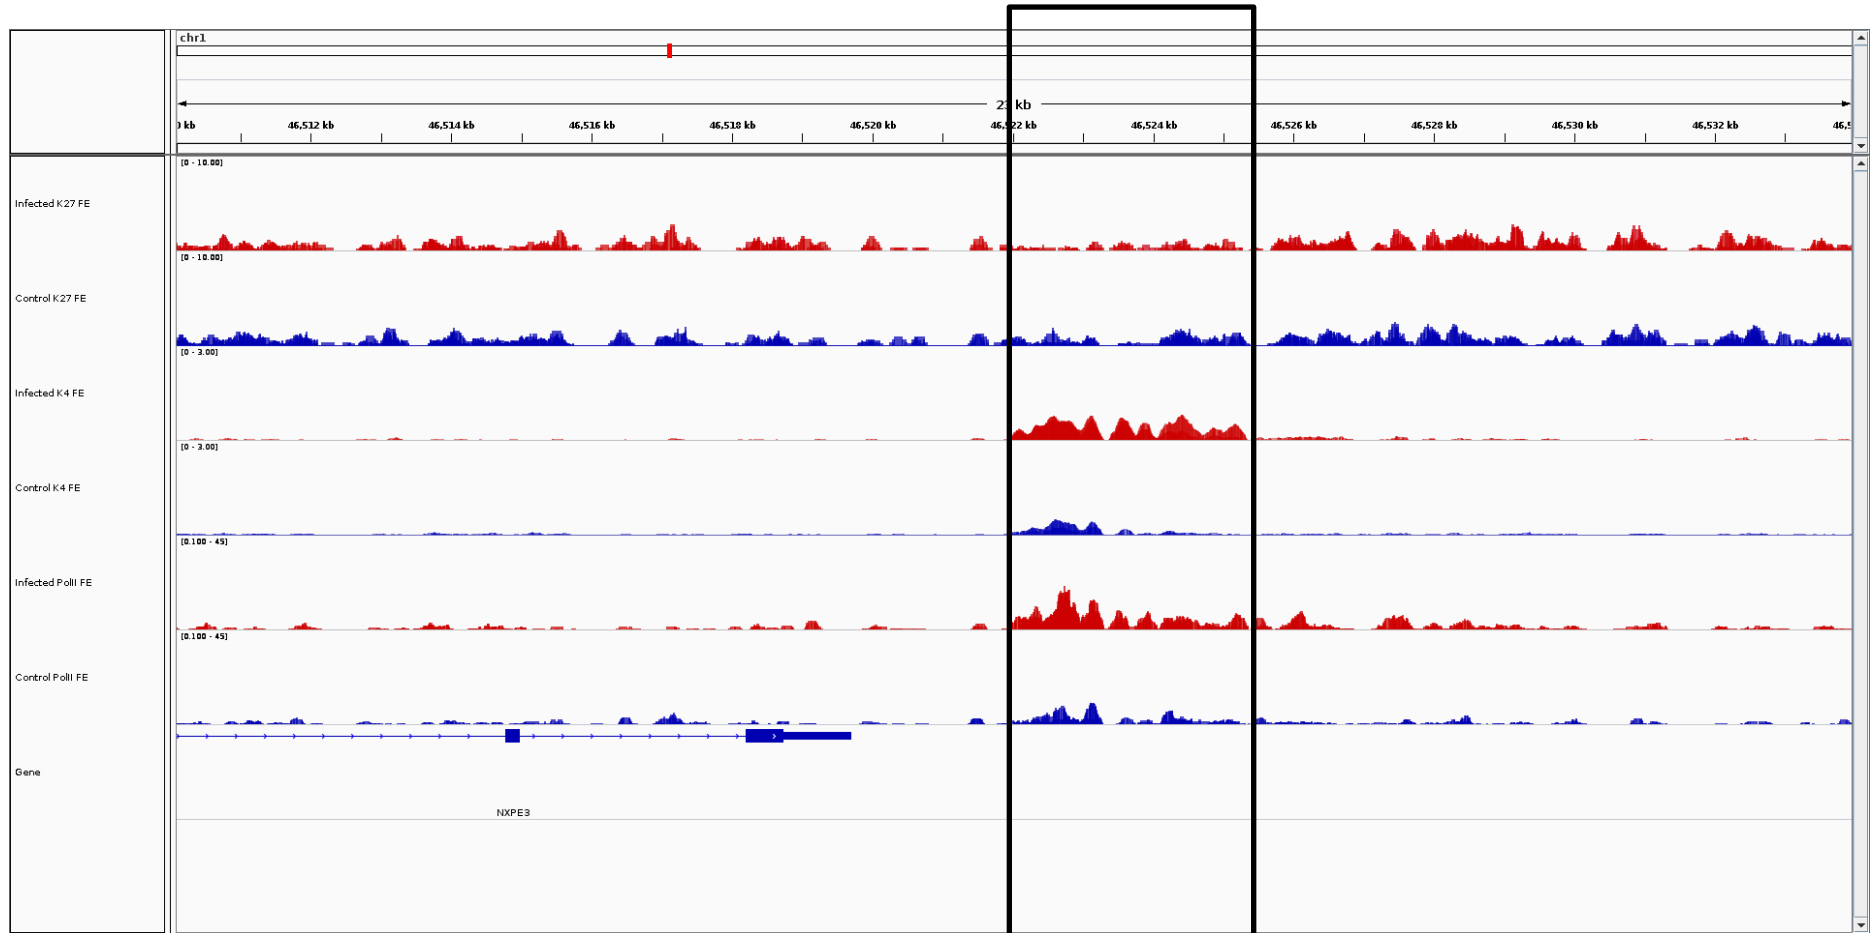 chr1
kb
kb
46,512 kb
46,514 kb
46,516 kb
46,518 kb
46,520 kb
46,524 kb
46,526 kb
46,528 kb
46,530 kb
46,532 kb
46,5
[0 - 10.00]
Infected K27 FE
[0 - 10.00]
Control K27 FE
[0 - 3.00]
Infected K4 FE
[0 - 3.00]
Control K4 FE
[0.100 - 45]
Infected PolII FE
[0.100 - 45]
Control PolII FE
Gene
NXPE3